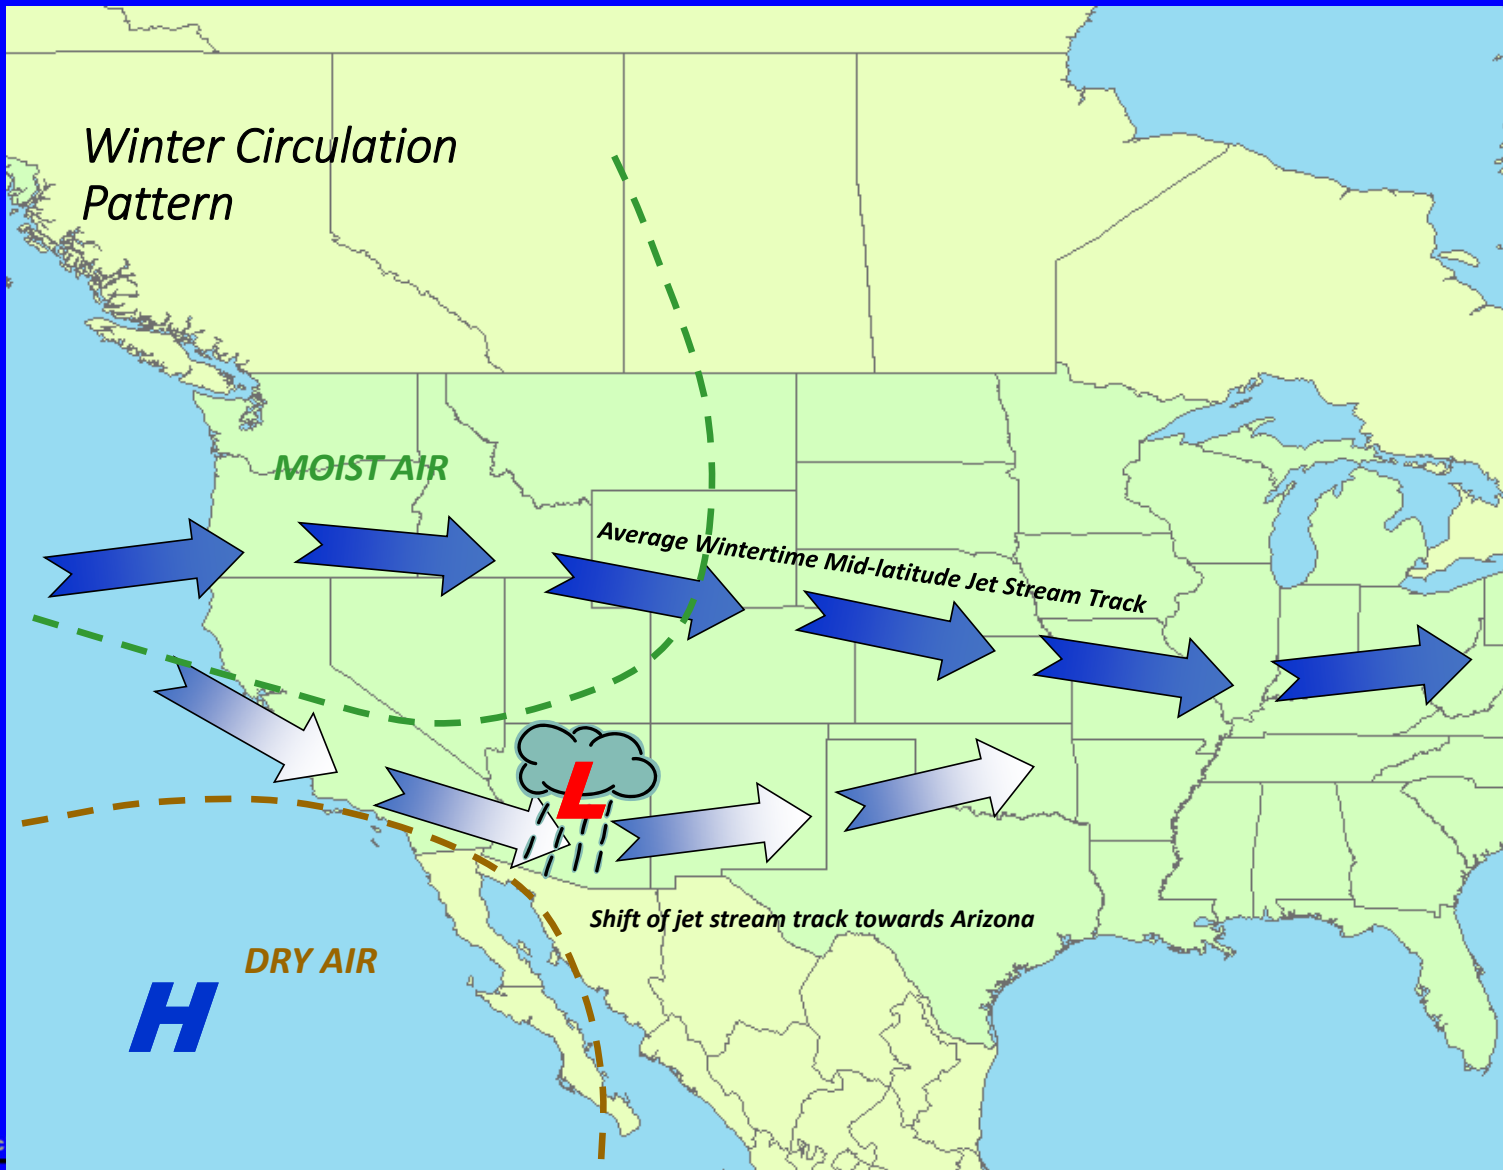 Winter Circulation
Pattern
MOIST AIR
Average Wintertime Mid-latitude Jet Stream Track
L
Shift of jet stream track towards Arizona
DRY AIR
H
c